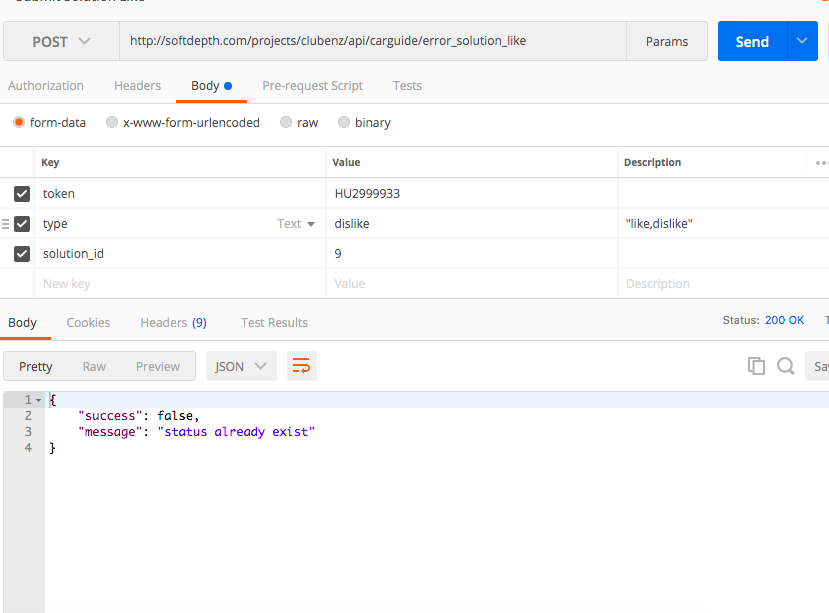 POST http://softdepth.com/projects/clubenz/api/carguide/error_solution_like Params Send
Authorization Headers Body Pre-request Script Tests
form-data x-www-form-urlencoded raw binary
Key Value Description
token HU2999933
type Text dislike "like,dislike"
solution_id 9
New key Value Description
Body Cookies Headers (9) Test Results Status: 200 OK
Pretty Raw Preview JSON
1 {
2 "success": false,
3 "message": "status already exist"
4 }